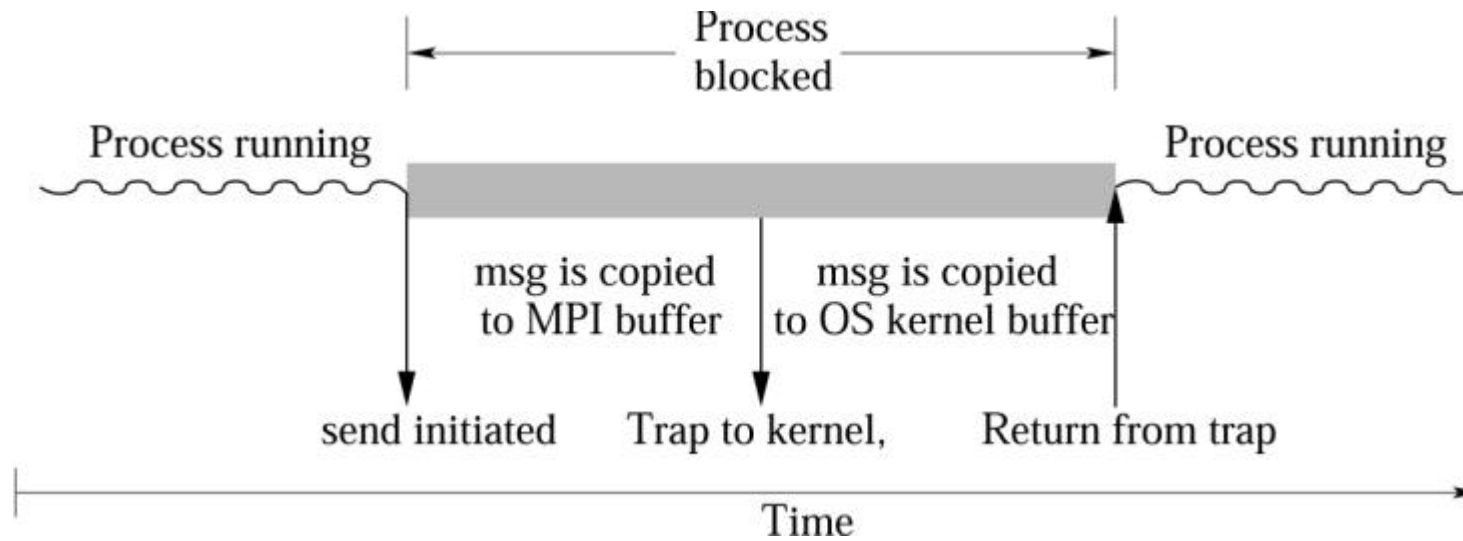 Process
blocked
Process running
Process running
msg is copied
to MPI buffer
msg is copied
to OS kernel buffer
send initiated
Trap to kernel,
Return from trap
Time